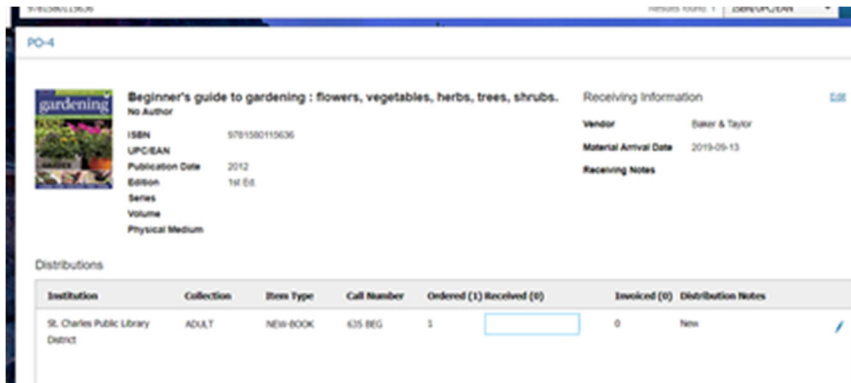 9781580115636 Results found: 1 ISBN/UPC/EAN
PO-4
gardening
Beginner's guide to gardening : flowers, vegetables, herbs, trees, shrubs.
No Author
ISBN 9781580115636
UPC/EAN
Publication Date 2012
Edition 1st Ed.
Series
Volume
Physical Medium
Receiving Information Edit
Vendor Baker & Taylor
Material Arrival Date 2019-09-13
Receiving Notes
Distributions
Institution Collection Item Type Call Number Ordered (1) Received (0) Invoiced (0) Distribution Notes
St. Charles Public Library ADULT NEW-BOOK 635 BEG 1 0 New
District